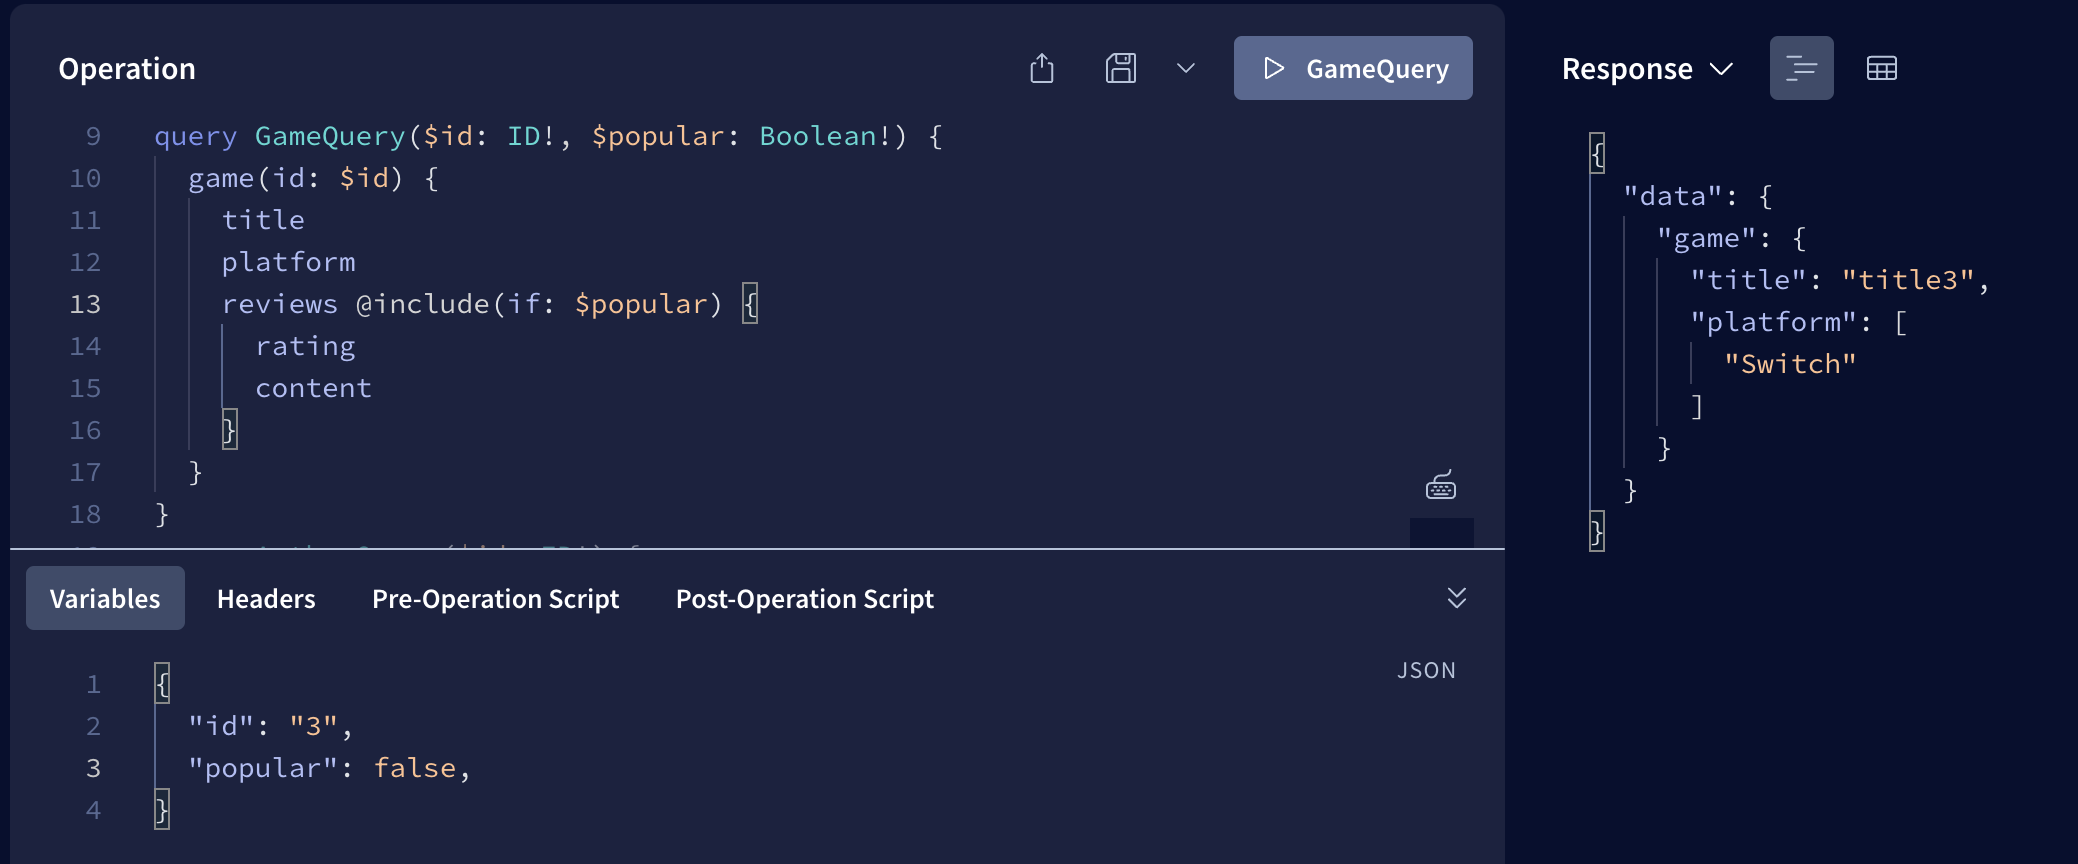 Operation
GameQuery
9 query GameQuery($id: ID!, $popular: Boolean!) {
10 game(id: $id) {
11 title
12 platform
13 reviews @include(if: $popular) {
14 rating
15 content
16 }
17 }
18 }
Variables Headers Pre-Operation Script Post-Operation Script
JSON
1 {
2 "id": "3",
3 "popular": false,
4 }
Response
{
"data": {
"game": {
"title": "title3",
"platform": [
"Switch"
]
}
}
}